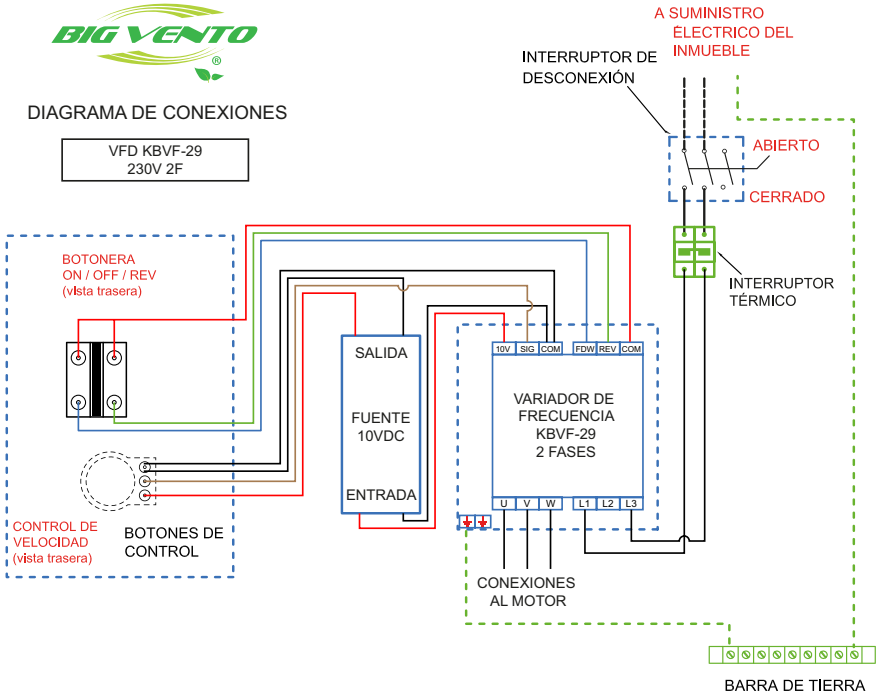 BIG VENTO
®
DIAGRAMA DE CONEXIONES
VFD KBVF-29
230V 2F
A SUMINISTRO
ÉLECTRICO DEL
INMUEBLE
INTERRUPTOR DE
DESCONEXIÓN
ABIERTO
CERRADO
INTERRUPTOR
TÉRMICO
BOTONERA
ON / OFF / REV
(vista trasera)
SALIDA
FUENTE
10VDC
ENTRADA
10V SIG COM FDW REV COM
VARIADOR DE
FRECUENCIA
KBVF-29
2 FASES
U V W L1 L2 L3
CONTROL DE
VELOCIDAD
(vista trasera)
BOTONES DE
CONTROL
CONEXIONES
AL MOTOR
BARRA DE TIERRA